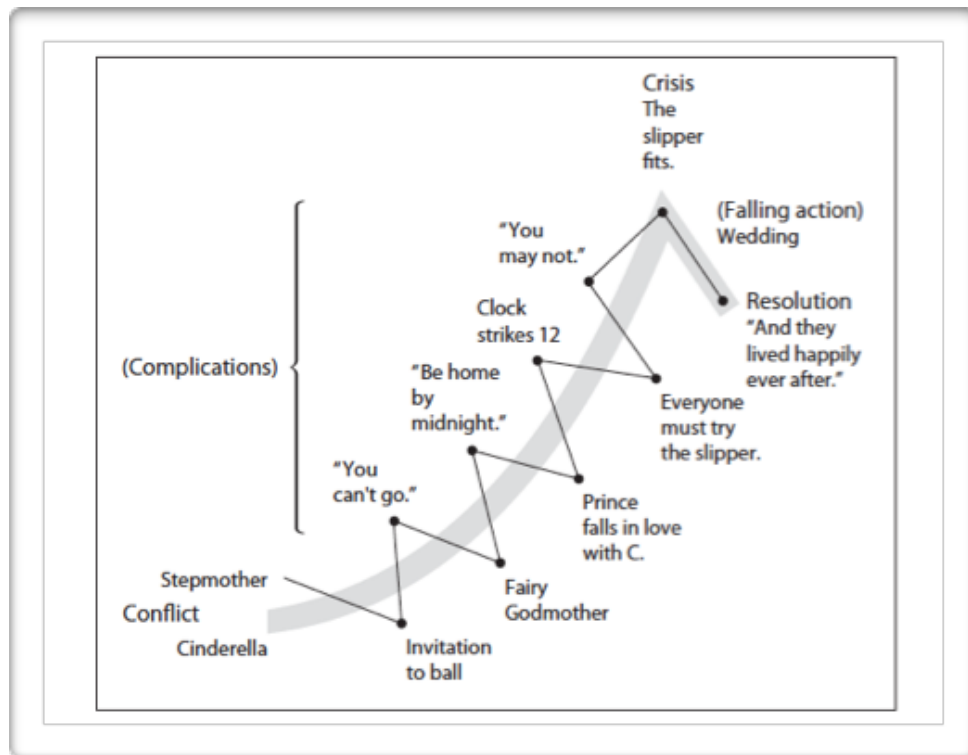 Crisis
The
slipper
fits.
(Falling action)
Wedding
"You
may not."
Resolution
"And they
lived happily
ever after."
Clock
strikes 12
(Complications)
"Be home
by
midnight."
Everyone
must try
the slipper.
"You
can't go."
Prince
falls in love
with C.
Stepmother
Conflict
Cinderella
Fairy
Godmother
Invitation
to ball